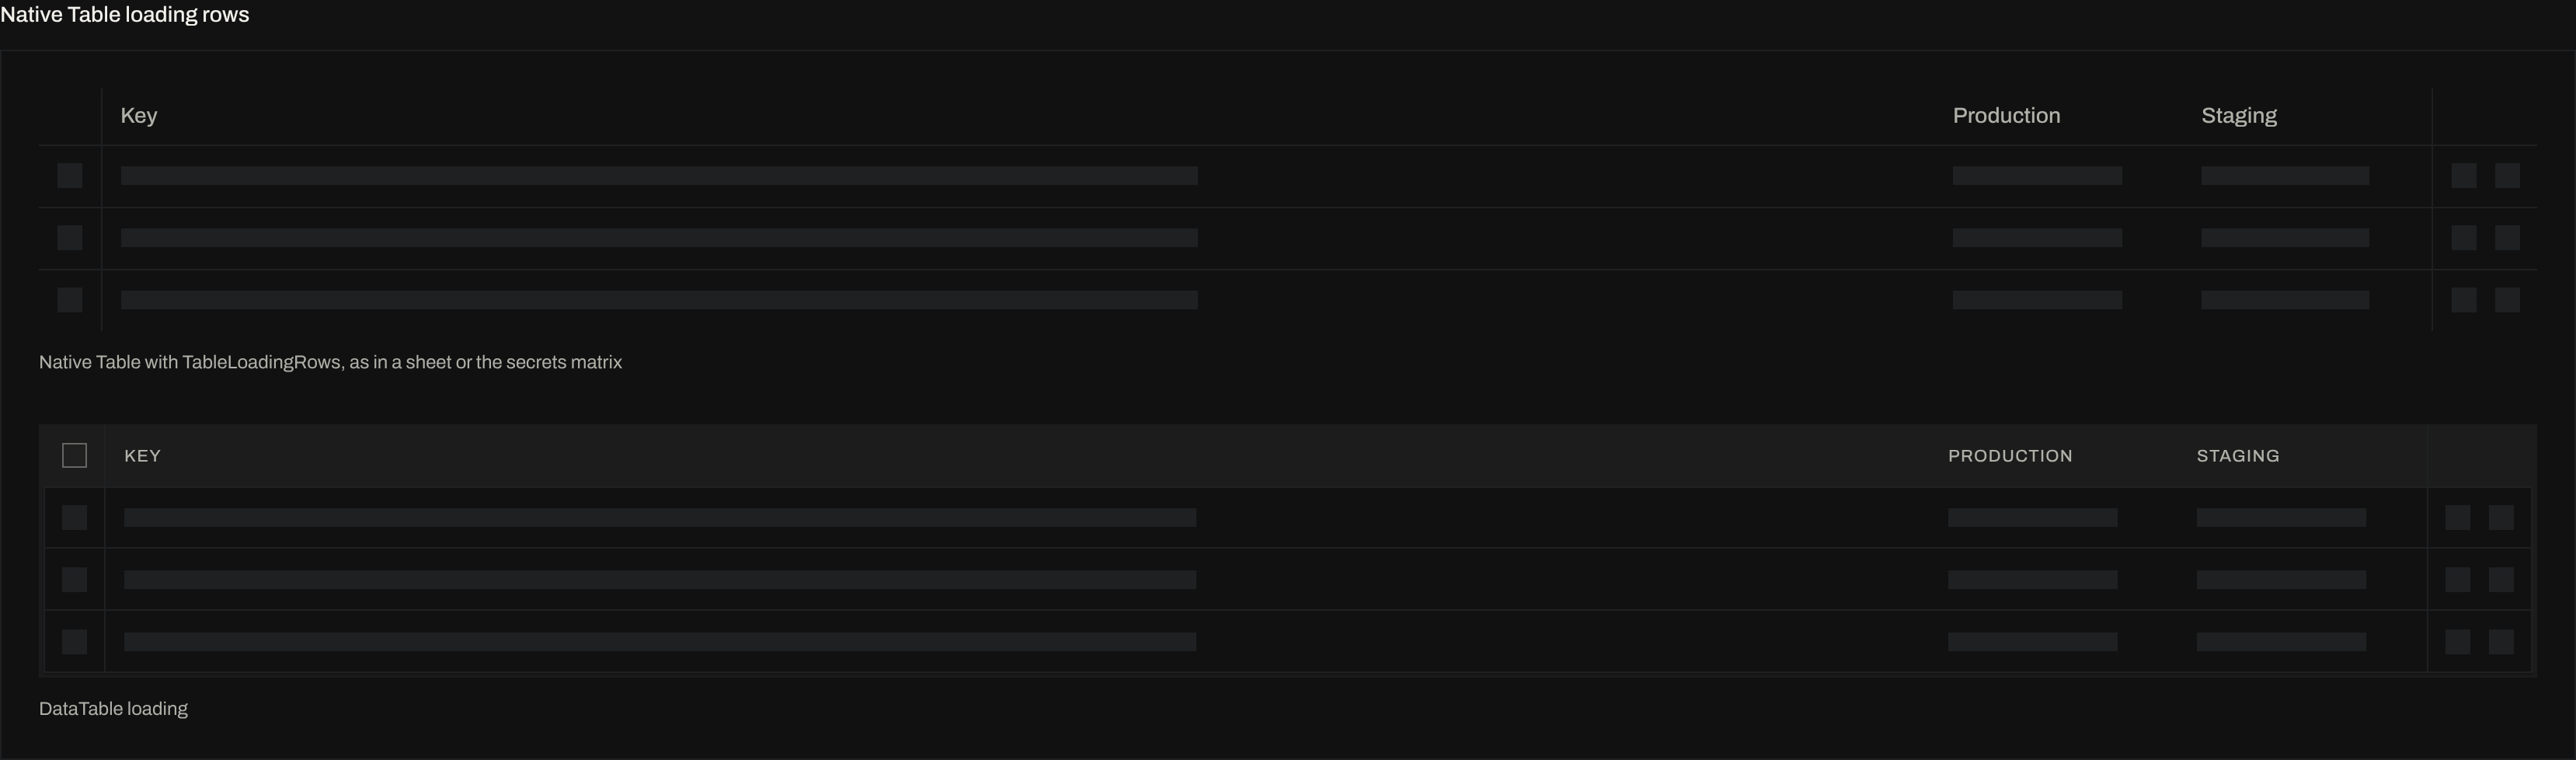 Native Table loading rows
Key Production Staging
Native Table with TableLoadingRows, as in a sheet or the secrets matrix
KEY PRODUCTION STAGING
DataTable loading